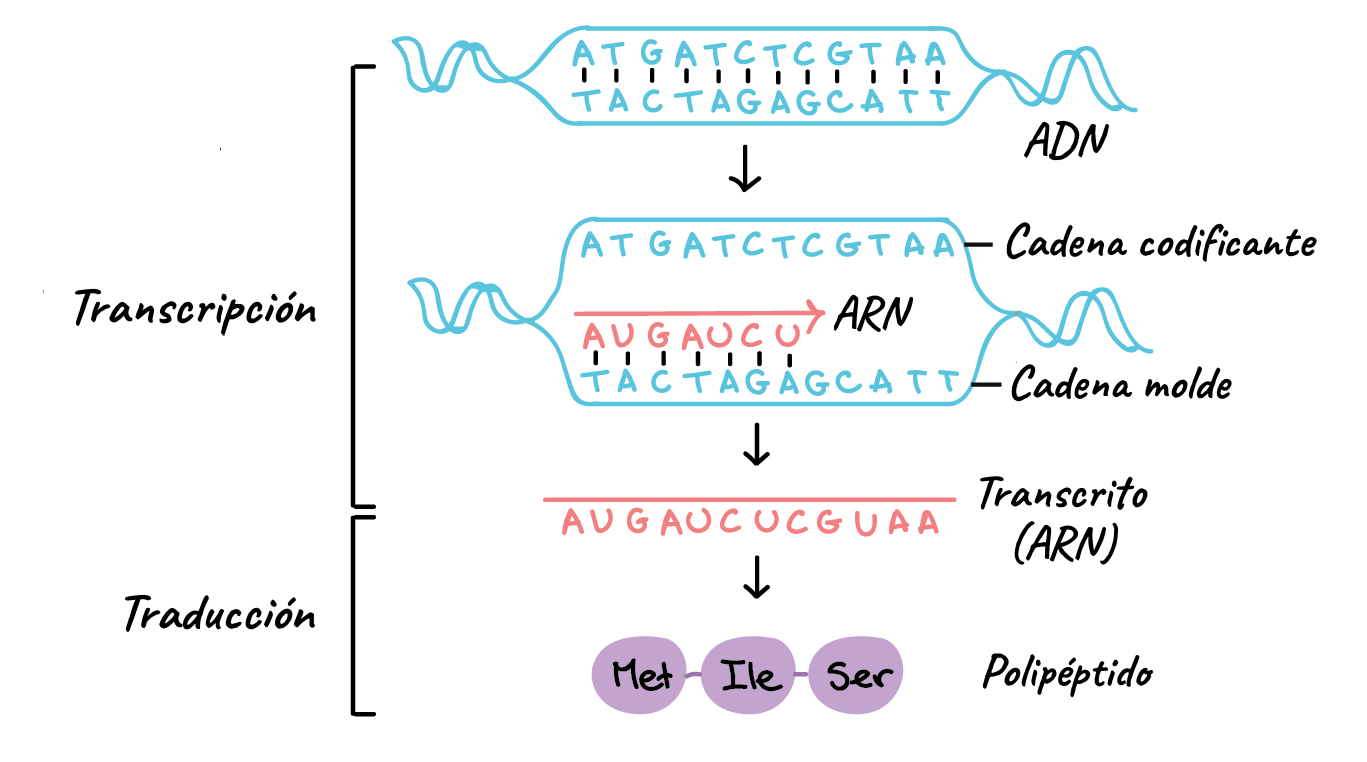 ATGATCTCGTAA
TACTAGAGCATT
ADN
ATGATCTCGTAA
Cadena codificante
Transcripción
ARN
AUGAUCU
TACTAGAGCATT
Cadena molde
Transcrito
(ARN)
AUGAUCUCGUAA
Traducción
Met Ile Ser
Polipéptido